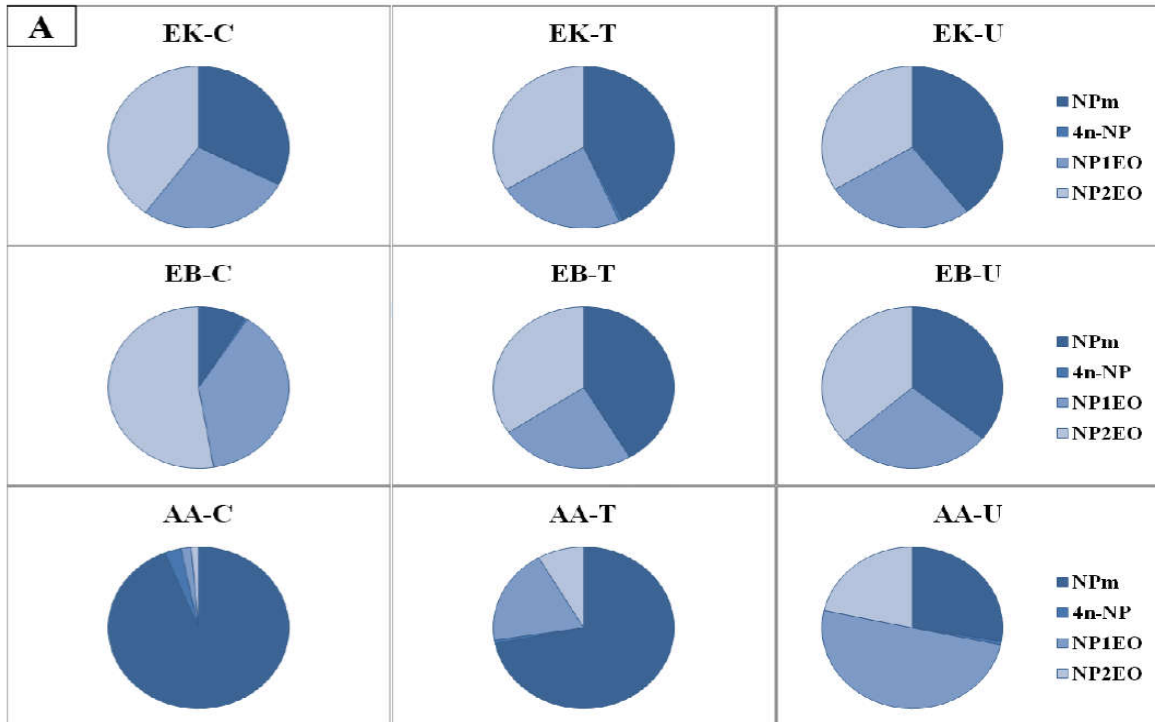 A
EK-C
EK-T
EK-U
NPm
4n-NP
NP1EO
NP2EO
EB-C
EB-T
EB-U
NPm
4n-NP
NP1EO
NP2EO
AA-C
AA-T
AA-U
NPm
4n-NP
NP1EO
NP2EO